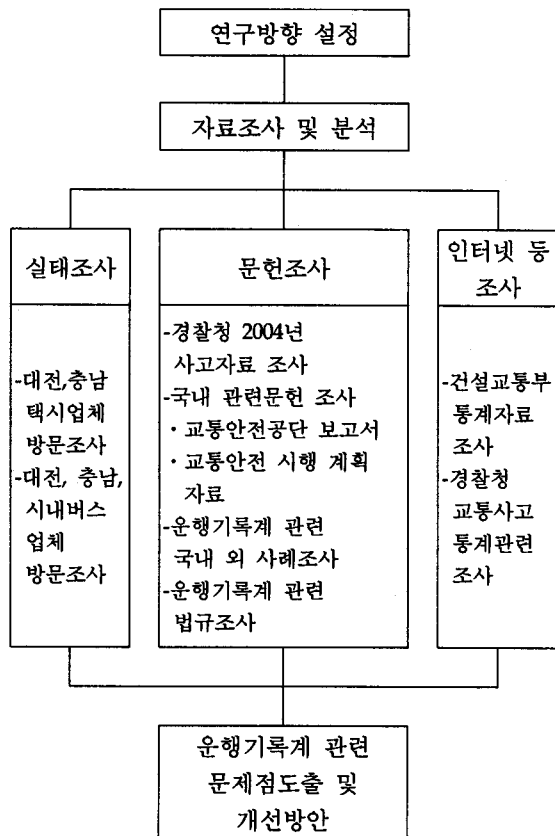 연구방향 설정
자료조사 및 분석
실태조사
-대전,충남
택시업체
방문조사
-대전, 충남,
시내버스
업체
방문조사
문헌조사
-경찰청 2004년
사고자료 조사
-국내 관련문헌 조사
· 교통안전공단 보고서
· 교통안전 시행 계획
자료
-운행기록계 관련
국내 외 사례조사
-운행기록계 관련
법규조사
인터넷 등
조사
-건설교통부
통계자료
조사
-경찰청
교통사고
통계관련
조사
운행기록계 관련
문제점도출 및
개선방안